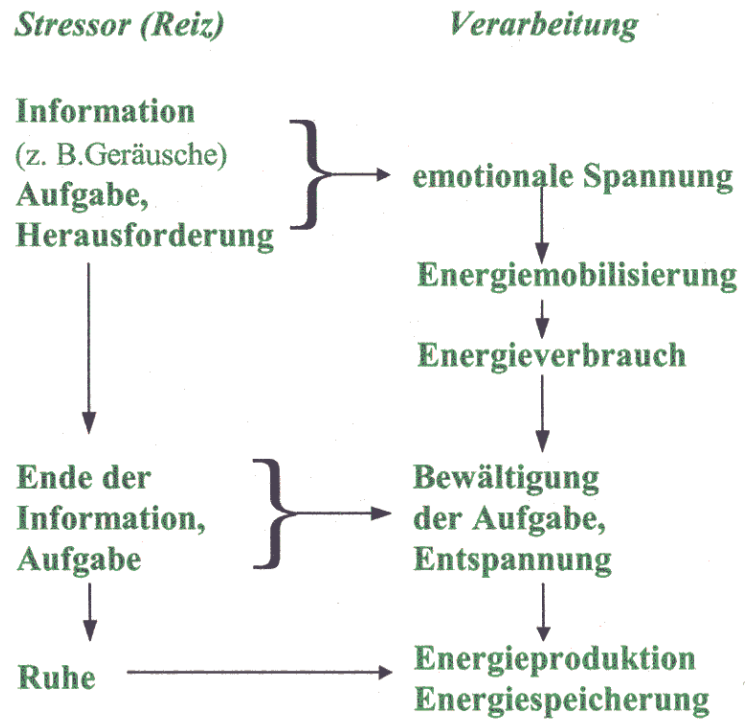 Stressor (Reiz)
Verarbeitung
Information
(z. B.Geräusche)
Aufgabe,
Herausforderung
emotionale Spannung
Energiemobilisierung
Energieverbrauch
Ende der
Information,
Aufgabe
Bewältigung
der Aufgabe,
Entspannung
Ruhe
Energieproduktion
Energiespeicherung